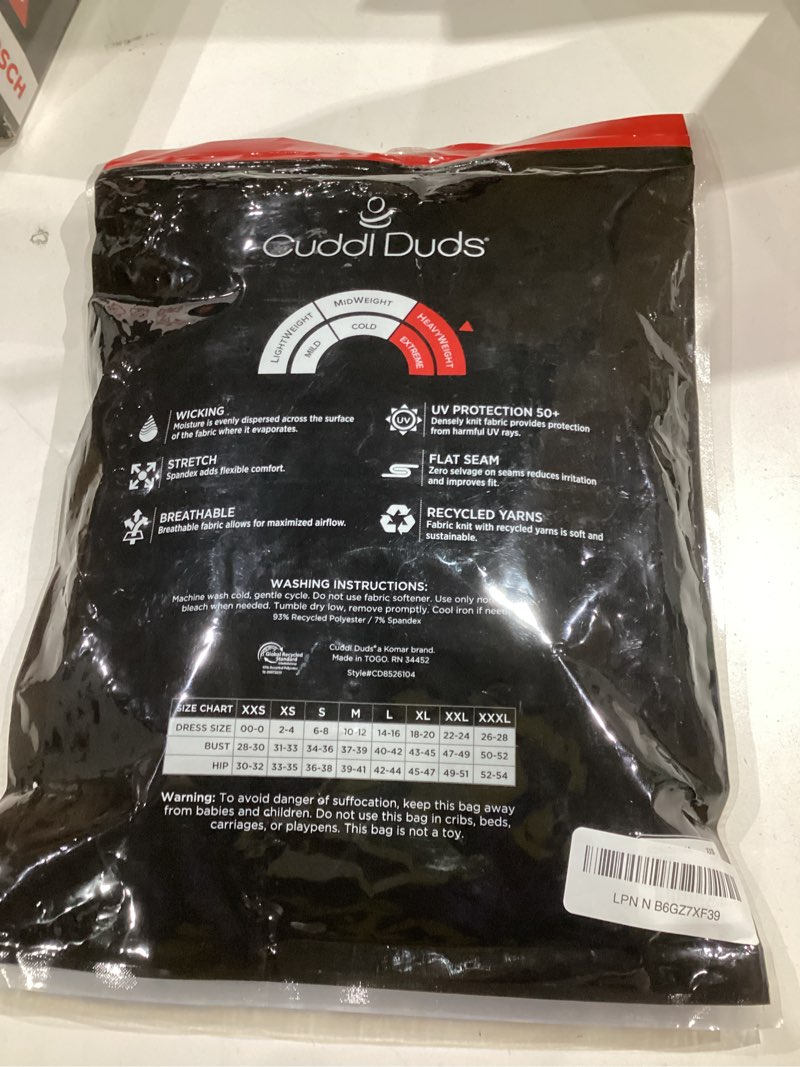 SCH
Cuddl Duds®
LIGHTWEIGHT MIDWEIGHT HEAVYWEIGHT
MILD COLD EXTREME
WICKING
Moisture is evenly dispersed across the surface
of the fabric where it evaporates.
STRETCH
Spandex adds flexible comfort.
BREATHABLE
Breathable fabric allows for maximized airflow.
UV
UV PROTECTION 50+
Densely knit fabric provides protection
from harmful UV rays.
FLAT SEAM
Zero selvage on seams reduces irritation
and improves fit.
RECYCLED YARNS
Fabric knit with recycled yarns is soft and
sustainable.
WASHING INSTRUCTIONS:
Machine wash cold, gentle cycle. Do not use fabric softener. Use only
bleach when needed. Tumble dry low, remove promptly. Cool iron if
93% Recycled Polyester / 7% Spandex
Global Recycled
Standard
Cuddl Duds® a Komar brand.
Made in TOGO. RN 34452
Style#CD8526104
SIZE CHART XXS XS S M L XL XXL XXXL
DRESS SIZE 00-0 2-4 6-8 10-12 14-16 18-20 22-24 26-28
BUST 28-30 31-33 34-36 37-39 40-42 43-45 47-49 50-52
HIP 30-32 33-35 36-38 39-41 42-44 45-47 49-51 52-54
Warning: To avoid danger of suffocation, keep this bag away
from babies and children. Do not use this bag in cribs, beds,
carriages, or playpens. This bag is not a toy.
LPN N B6GZ7XF39